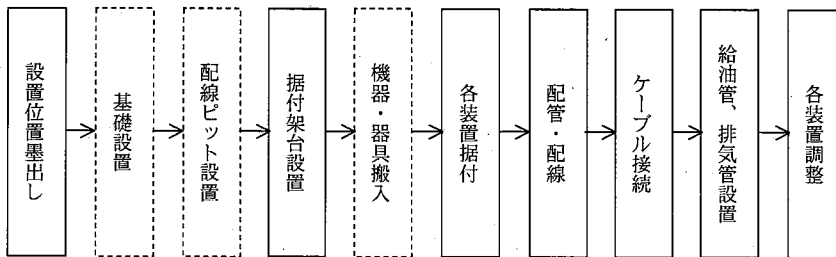 設置位置墨出し
基礎設置
配線ピット設置
据付架台設置
機器・器具搬入
各装置据付
配管・配線
ケーブル接続
給油管、排気管設置
各装置調整